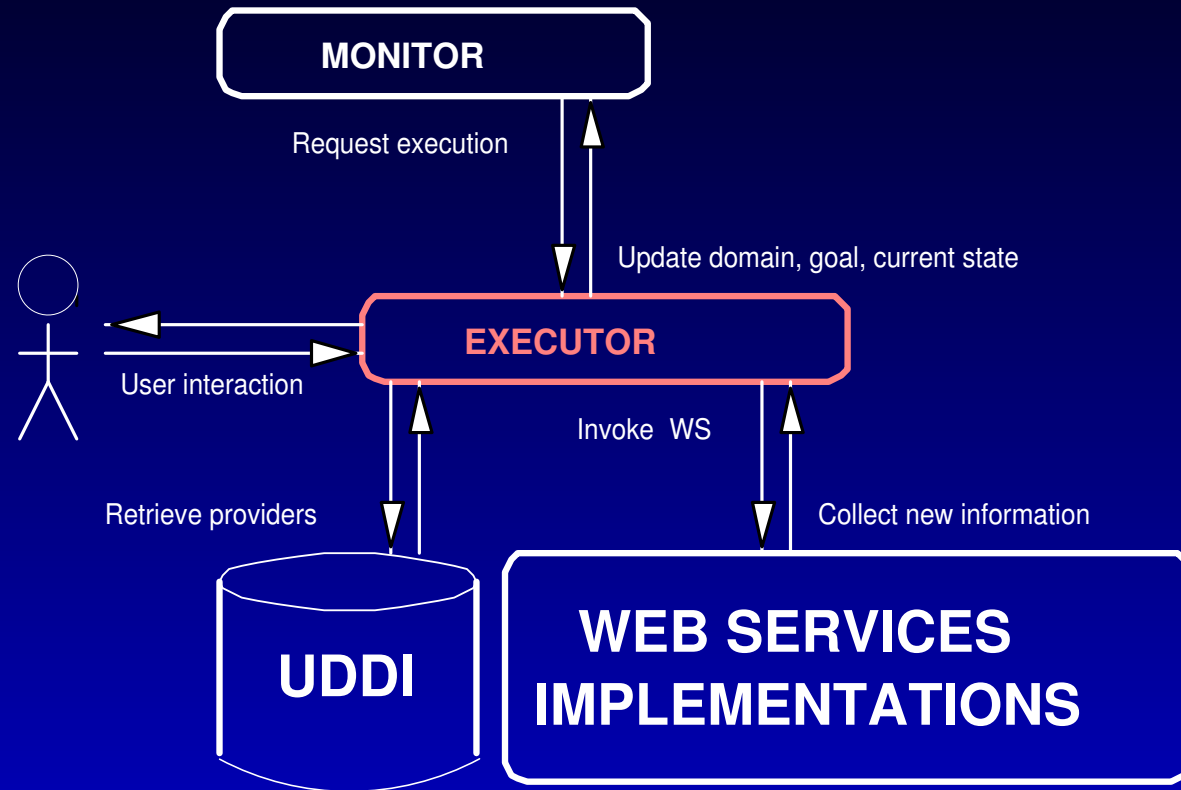 MONITOR
Request execution
Update domain, goal, current state
EXECUTOR
User interaction
Invoke WS
Retrieve providers
Collect new information
UDDI
WEB SERVICES
IMPLEMENTATIONS